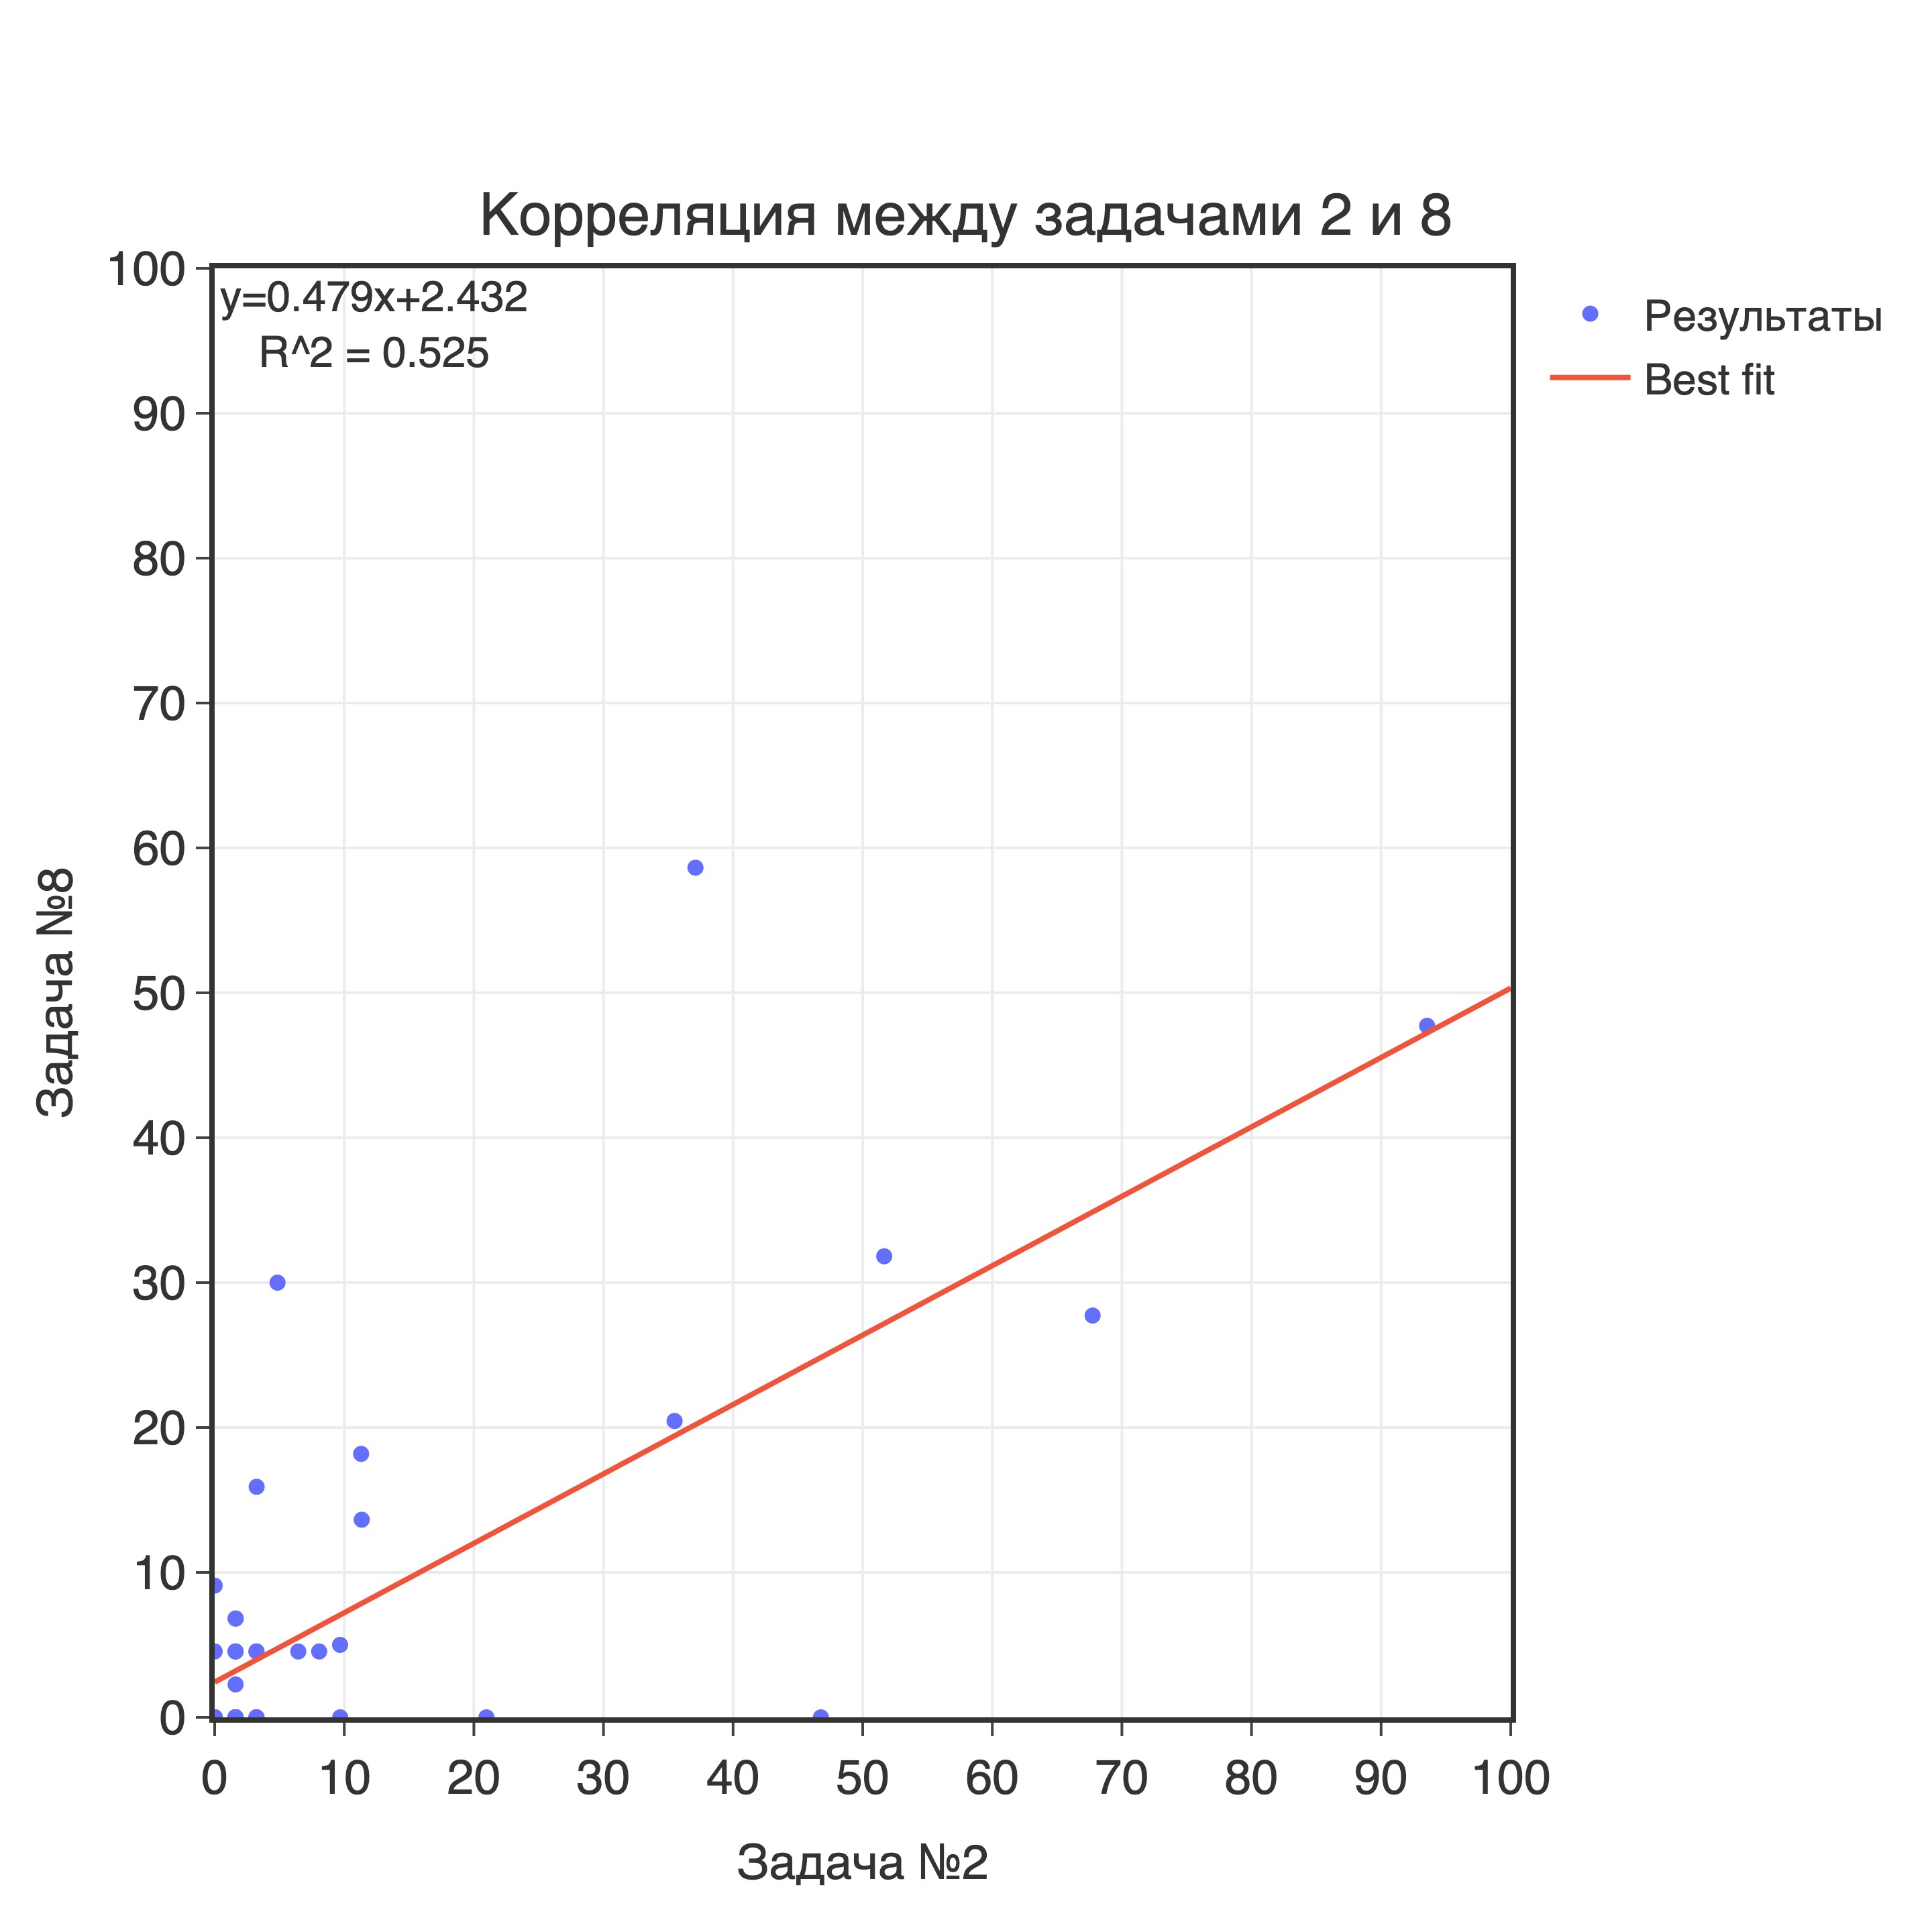 Корреляция между задачами 2 и 8
y=0.479x+2.432
R^2 = 0.525
Результаты
Best fit
100
90
80
70
60
50
40
30
20
10
0
Задача №8
0 10 20 30 40 50 60 70 80 90 100
Задача №2